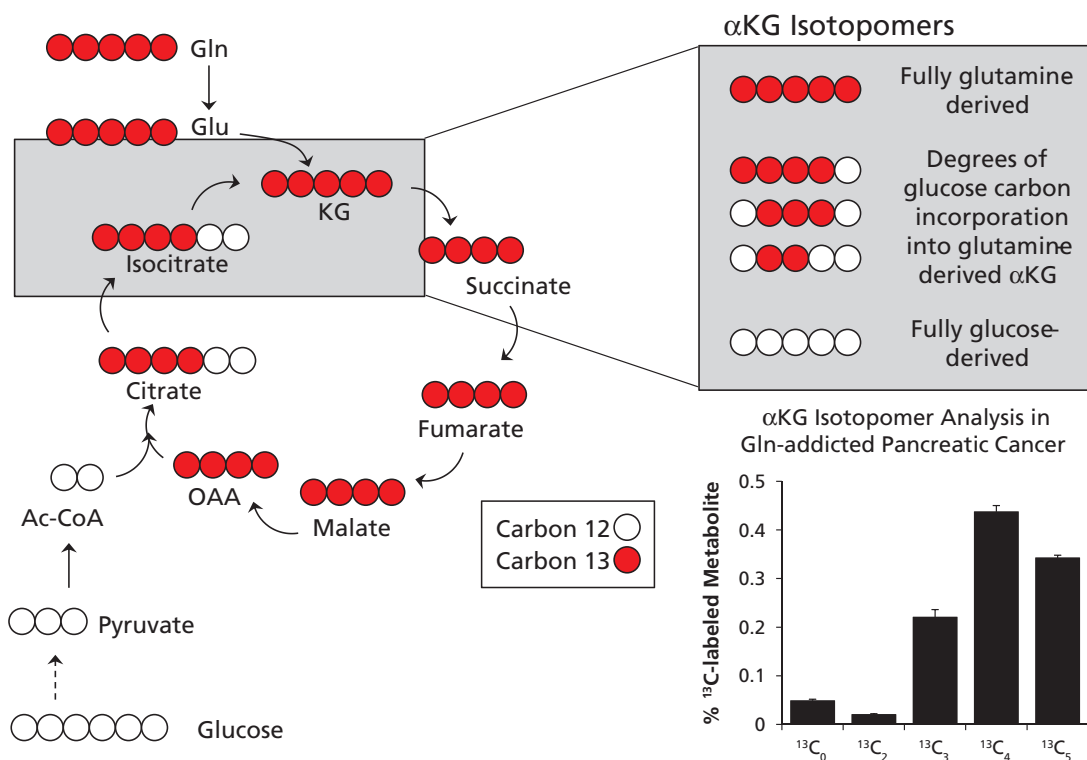 Gln
Glu
KG
Isocitrate
Succinate
Citrate
Fumarate
Ac-CoA
OAA
Malate
Pyruvate
Glucose
Carbon 12
Carbon 13
αKG Isotopomers
Fully glutamine
derived
Degrees of
glucose carbon
incorporation
into glutamine-
derived αKG
Fully glucose-
derived
αKG Isotopomer Analysis in
Gln-addicted Pancreatic Cancer
% ¹³C-labeled Metabolite
0.5
0.4
0.3
0.2
0.1
0
¹³C₀ ¹³C₂ ¹³C₃ ¹³C₄ ¹³C₅